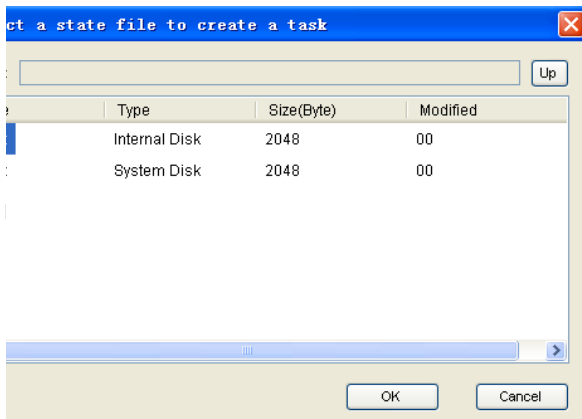 ct a state file to create a task
: Up
Type Size(Byte) Modified
Internal Disk 2048 00
System Disk 2048 00
OK Cancel